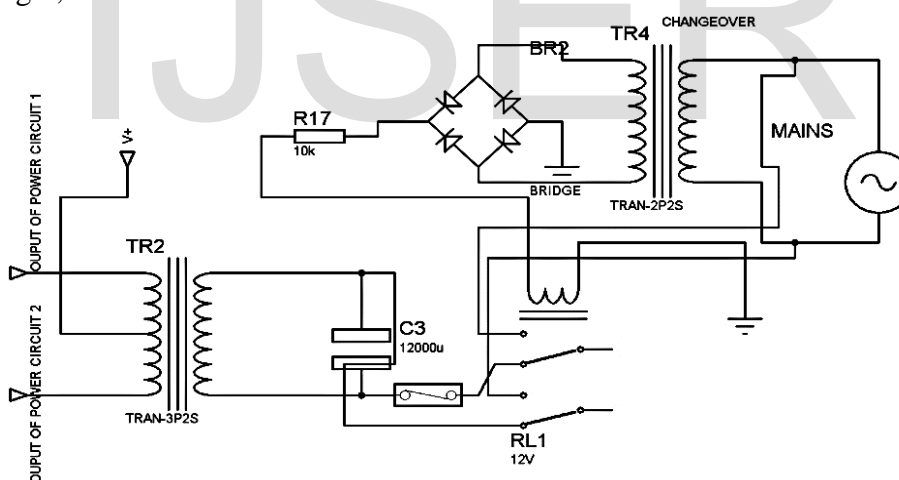 IJSER
CHANGEOVER
TR4
BR2
R17
10k
MAINS
BRIDGE
TRAN-2P2S
V+
OUPUT OF POWER CIRCUIT 1
TR2
C3
12000u
OUPUT OF POWER CIRCUIT 2
TRAN-3P2S
RL1
12V